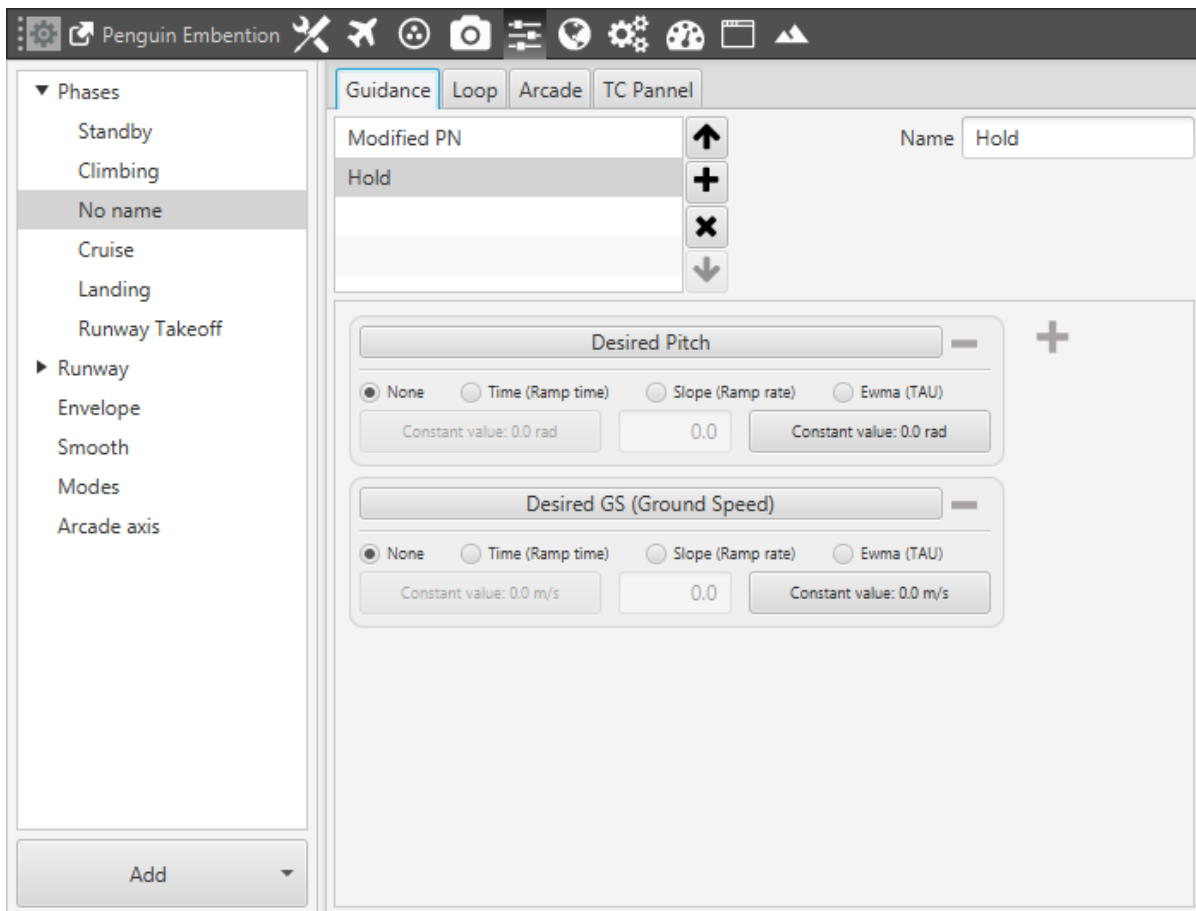 Penguin Embention
Phases
Standby
Climbing
No name
Cruise
Landing
Runway Takeoff
Runway
Envelope
Smooth
Modes
Arcade axis
Add
Guidance Loop Arcade TC Pannel
Modified PN
Hold
Name Hold
Desired Pitch
None Time (Ramp time) Slope (Ramp rate) Ewma (TAU)
Constant value: 0.0 rad 0.0 Constant value: 0.0 rad
Desired GS (Ground Speed)
None Time (Ramp time) Slope (Ramp rate) Ewma (TAU)
Constant value: 0.0 m/s 0.0 Constant value: 0.0 m/s